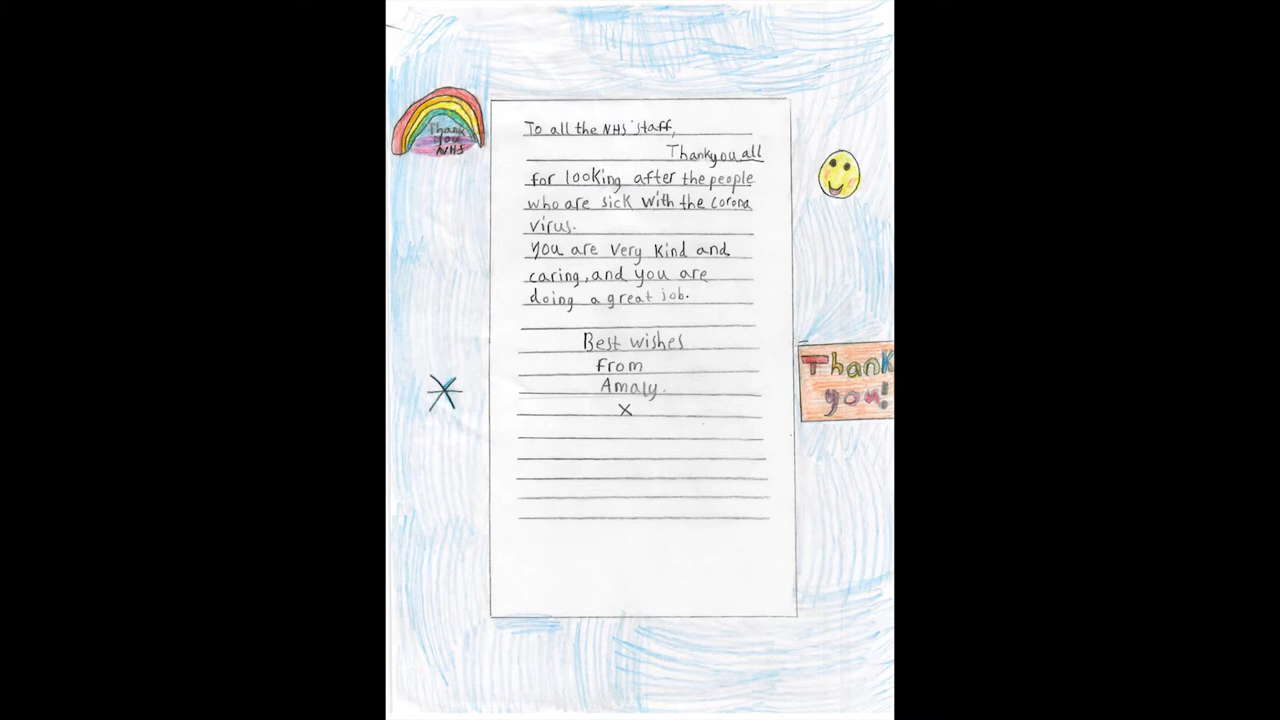 Thank
you
NHS
To all the NHS staff,
Thankyou all
for looking after the people
who are sick with the corona
virus.
you are very kind and
caring, and you are
doing a great job.
Best wishes
from
Amaly.
x
Thank
you!